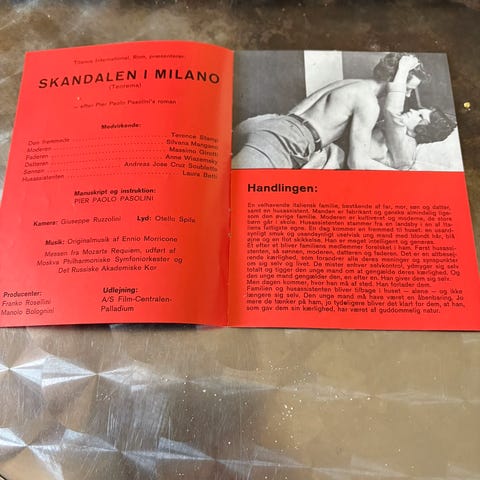 Titanus International, Rom, præsenterer:
SKANDALEN I MILANO
(Teorema)
– efter Pier Paolo Pasolini's roman
Medvirkende:
Den fremmede Terence Stamp
Moderen Silvana Mangano
Faderen Massimo Girotti
Datteren Anne Wiazemsky
Sønnen Andreas Jose Cruz Soublette
Husassistenten Laura Betti
Manuskript og instruktion:
PIER PAOLO PASOLINI
Kamera: Giuseppe Ruzzolini Lyd: Otello Spila
Musik: Originalmusik af Ennio Morricone
Messen fra Mozarts Requiem, udført af
Moskva Philharmoniske Symfoniorkester og
Det Russiske Akademiske Kor
Producenter:
Franko Rosellini
Manolo Bolognini
Udlejning:
A/S Film-Centralen-
Palladium
Handlingen:
En velhavende italiensk familie, bestående af far, mor, søn og datter,
samt en husassistent. Manden er fabrikant og ganske almindelig lige-
som den øvrige familie. Moderen er kultiveret og moderne, de store
børn går i skole. Husassistenten stammer fra en landsby i en af Ita-
liens fattigste egne. En dag kommer en fremmed til huset: en usand-
synligt smuk og usandsynligt uselvisk ung mand med blondt hår, blå
øjne og en flot skikkelse. Han er meget intelligent og generøs.
Et efter et bliver familiens medlemmer forelsket i ham. Først husassi-
stenten, så sønnen, moderen, datteren og faderen. Det er en altbesej-
rende kærlighed, som forandrer alle deres meninger og synspunkter
om sig selv og livet. De mister enhver selvkontrol, ydmyger sig selv
totalt og tigger den unge mand om at gengælde deres kærlighed. Og
den unge mand gengælder den, en efter en. Han giver dem sig selv.
Men dagen kommer, hvor han må af sted. Han forlader dem.
Familien og husassistenten bliver tilbage i huset – alene – og ikke
længere sig selv. Den unge mand må have været en åbenbaring. Jo
mere de tænker på ham, jo tydeligere bliver det klart for dem, at han,
som gav dem sin kærlighed, har været af guddommelig natur.